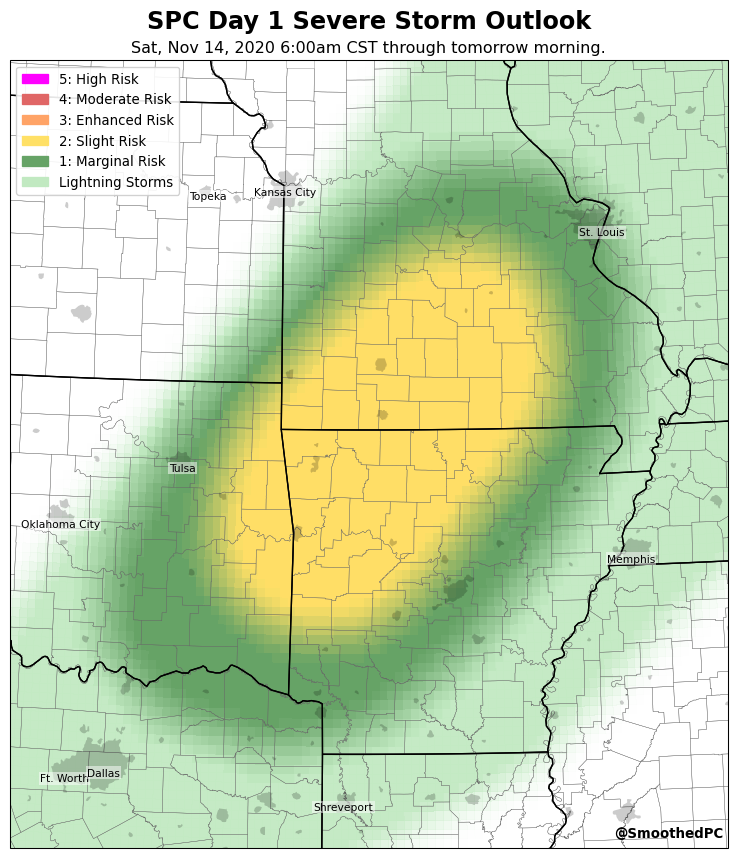 SPC Day 1 Severe Storm Outlook
Sat, Nov 14, 2020 6:00am CST through tomorrow morning.
5: High Risk
4: Moderate Risk
3: Enhanced Risk
2: Slight Risk
1: Marginal Risk
Lightning Storms
Topeka
Kansas City
St. Louis
Tulsa
Oklahoma City
Memphis
Ft. Worth
Dallas
Shreveport
@SmoothedPC